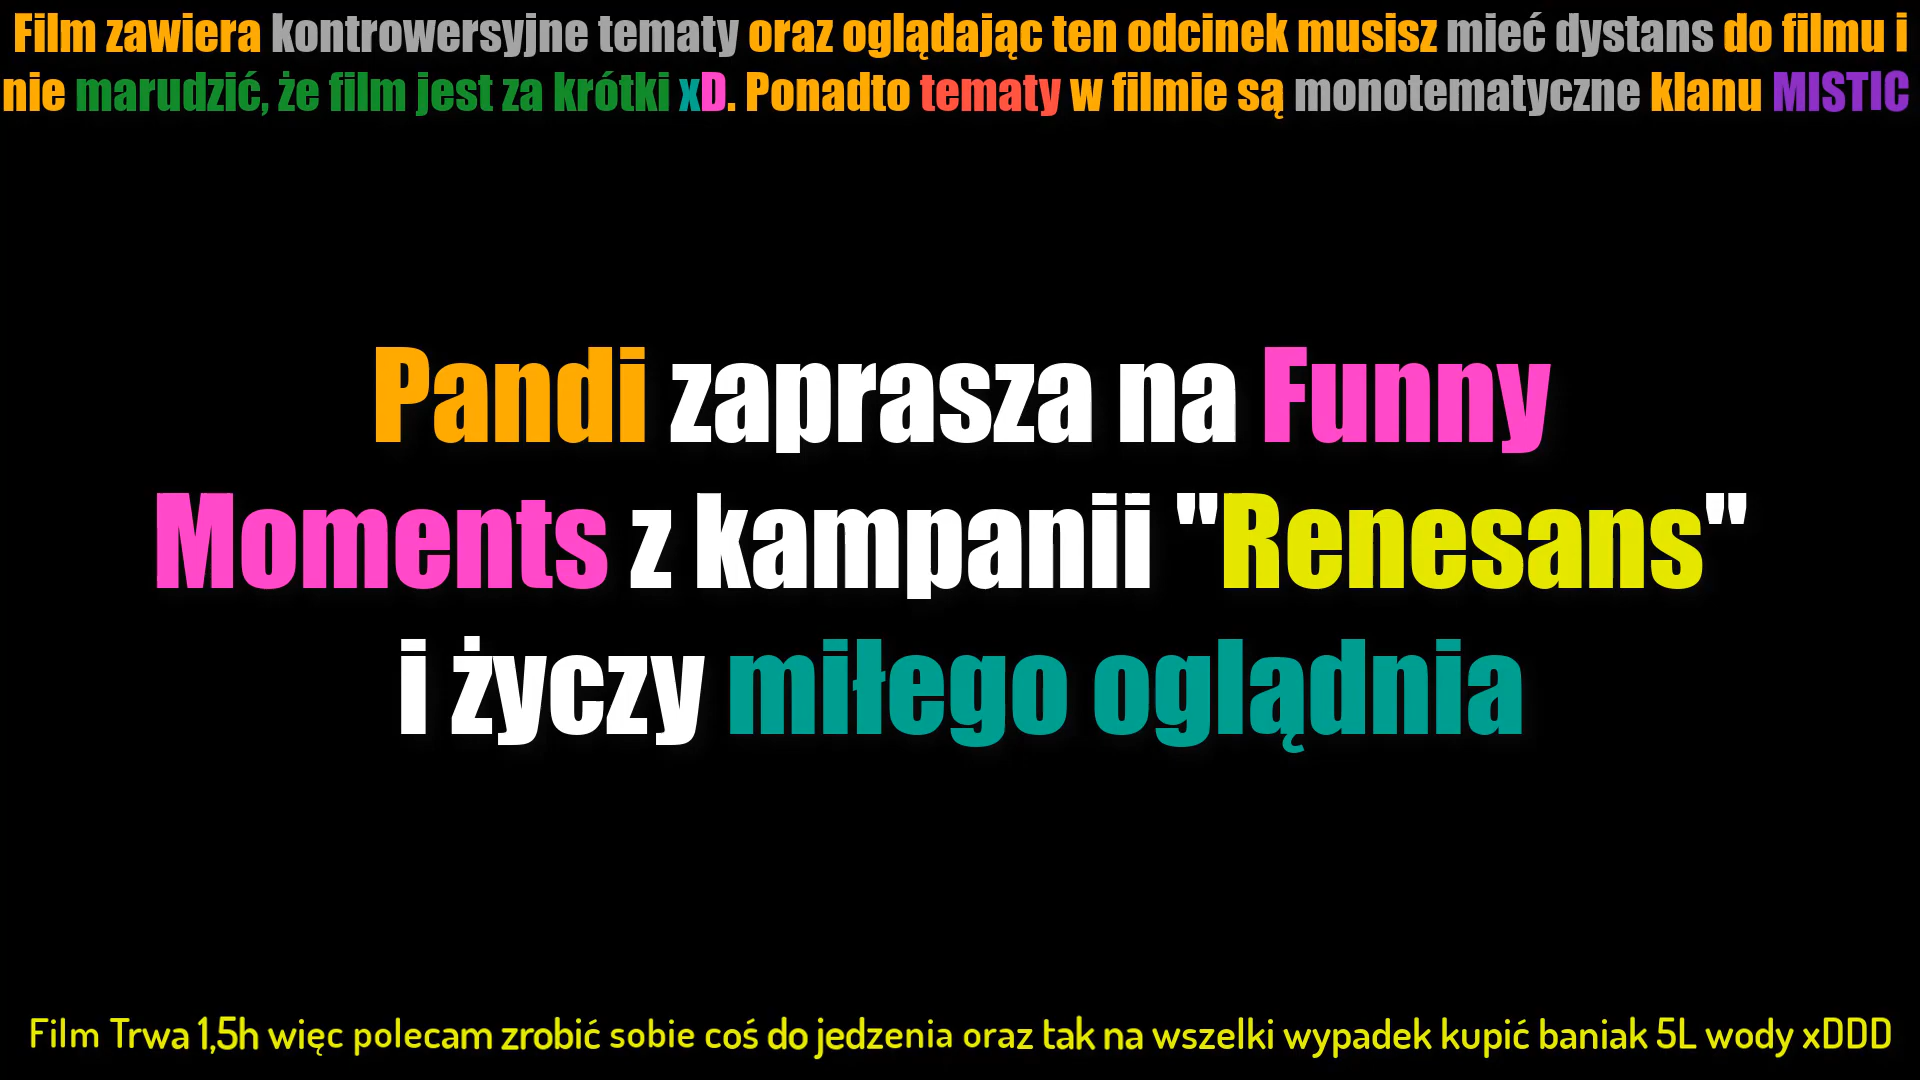 Film zawiera kontrowersyjne tematy oraz oglądając ten odcinek musisz mieć dystans do filmu i
nie marudzić, że film jest za krótki xD. Ponadto tematy w filmie są monotematyczne klanu MISTIC
Pandi zaprasza na Funny
Moments z kampanii "Renesans"
i życzy miłego oglądnia
Film Trwa 1,5h więc polecam zrobić sobie coś do jedzenia oraz tak na wszelki wypadek kupić baniak 5L wody xDDD